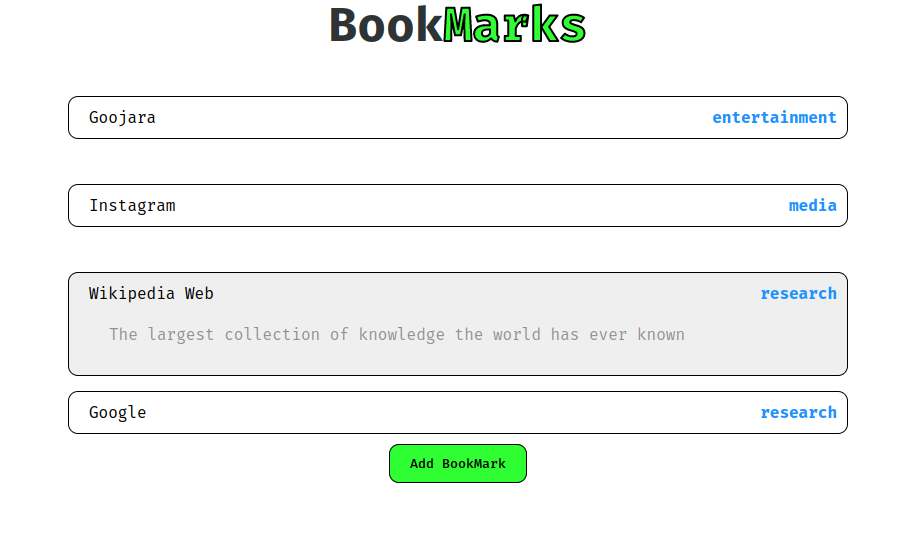 BookMarks
Goojara entertainment
Instagram media
Wikipedia Web research
The largest collection of knowledge the world has ever known
Google research
Add BookMark